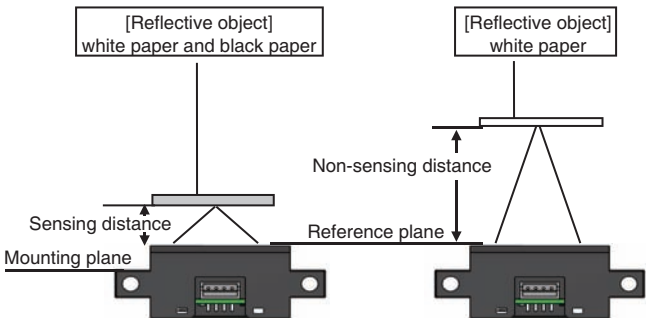 [Reflective object]
white paper and black paper
[Reflective object]
white paper
Non-sensing distance
Sensing distance
Reference plane
Mounting plane